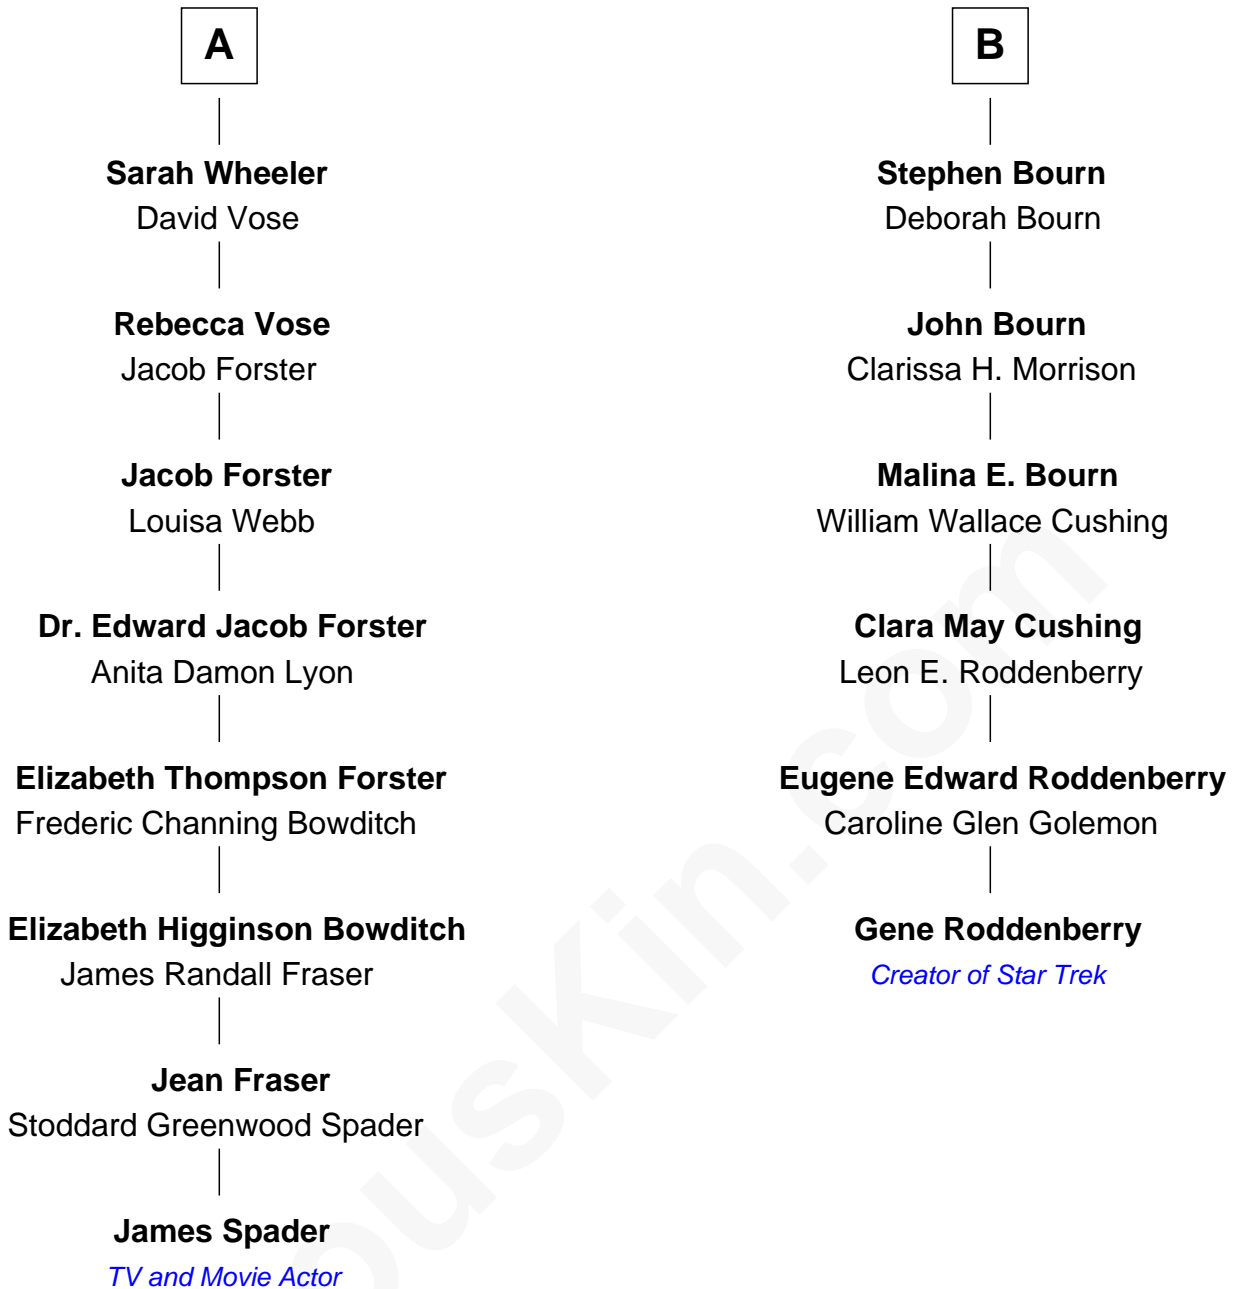 A
Sarah Wheeler
David Vose
Rebecca Vose
Jacob Forster
Jacob Forster
Louisa Webb
Dr. Edward Jacob Forster
Anita Damon Lyon
Elizabeth Thompson Forster
Frederic Channing Bowditch
Elizabeth Higginson Bowditch
James Randall Fraser
Jean Fraser
Stoddard Greenwood Spader
James Spader
TV and Movie Actor
B
Stephen Bourn
Deborah Bourn
John Bourn
Clarissa H. Morrison
Malina E. Bourn
William Wallace Cushing
Clara May Cushing
Leon E. Roddenberry
Eugene Edward Roddenberry
Caroline Glen Golemon
Gene Roddenberry
Creator of Star Trek
ousKin.com